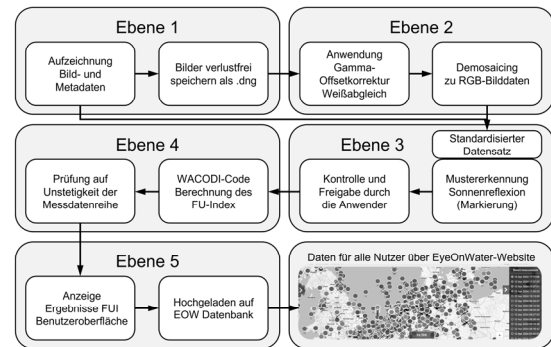 Ebene 1
Aufzeichnung
Bild- und
Metadaten
Bilder verlustfrei
speichern als .dng
Ebene 2
Anwendung
Gamma-
Offsetkorrektur
Weißabgleich
Demosaicing
zu RGB-Bilddaten
Ebene 3
Standardisierter
Datensatz
Mustererkennung
Sonnenreflexion
(Markierung)
Kontrolle und
Freigabe durch
die Anwender
Ebene 4
WACODI-Code
Berechnung des
FU-Index
Prüfung auf
Unstetigkeit der
Messdatenreihe
Ebene 5
Anzeige
Ergebnisse FUI
Benutzeroberfläche
Hochgeladen auf
EOW Datenbank
Daten für alle Nutzer über EyeOnWater-Website